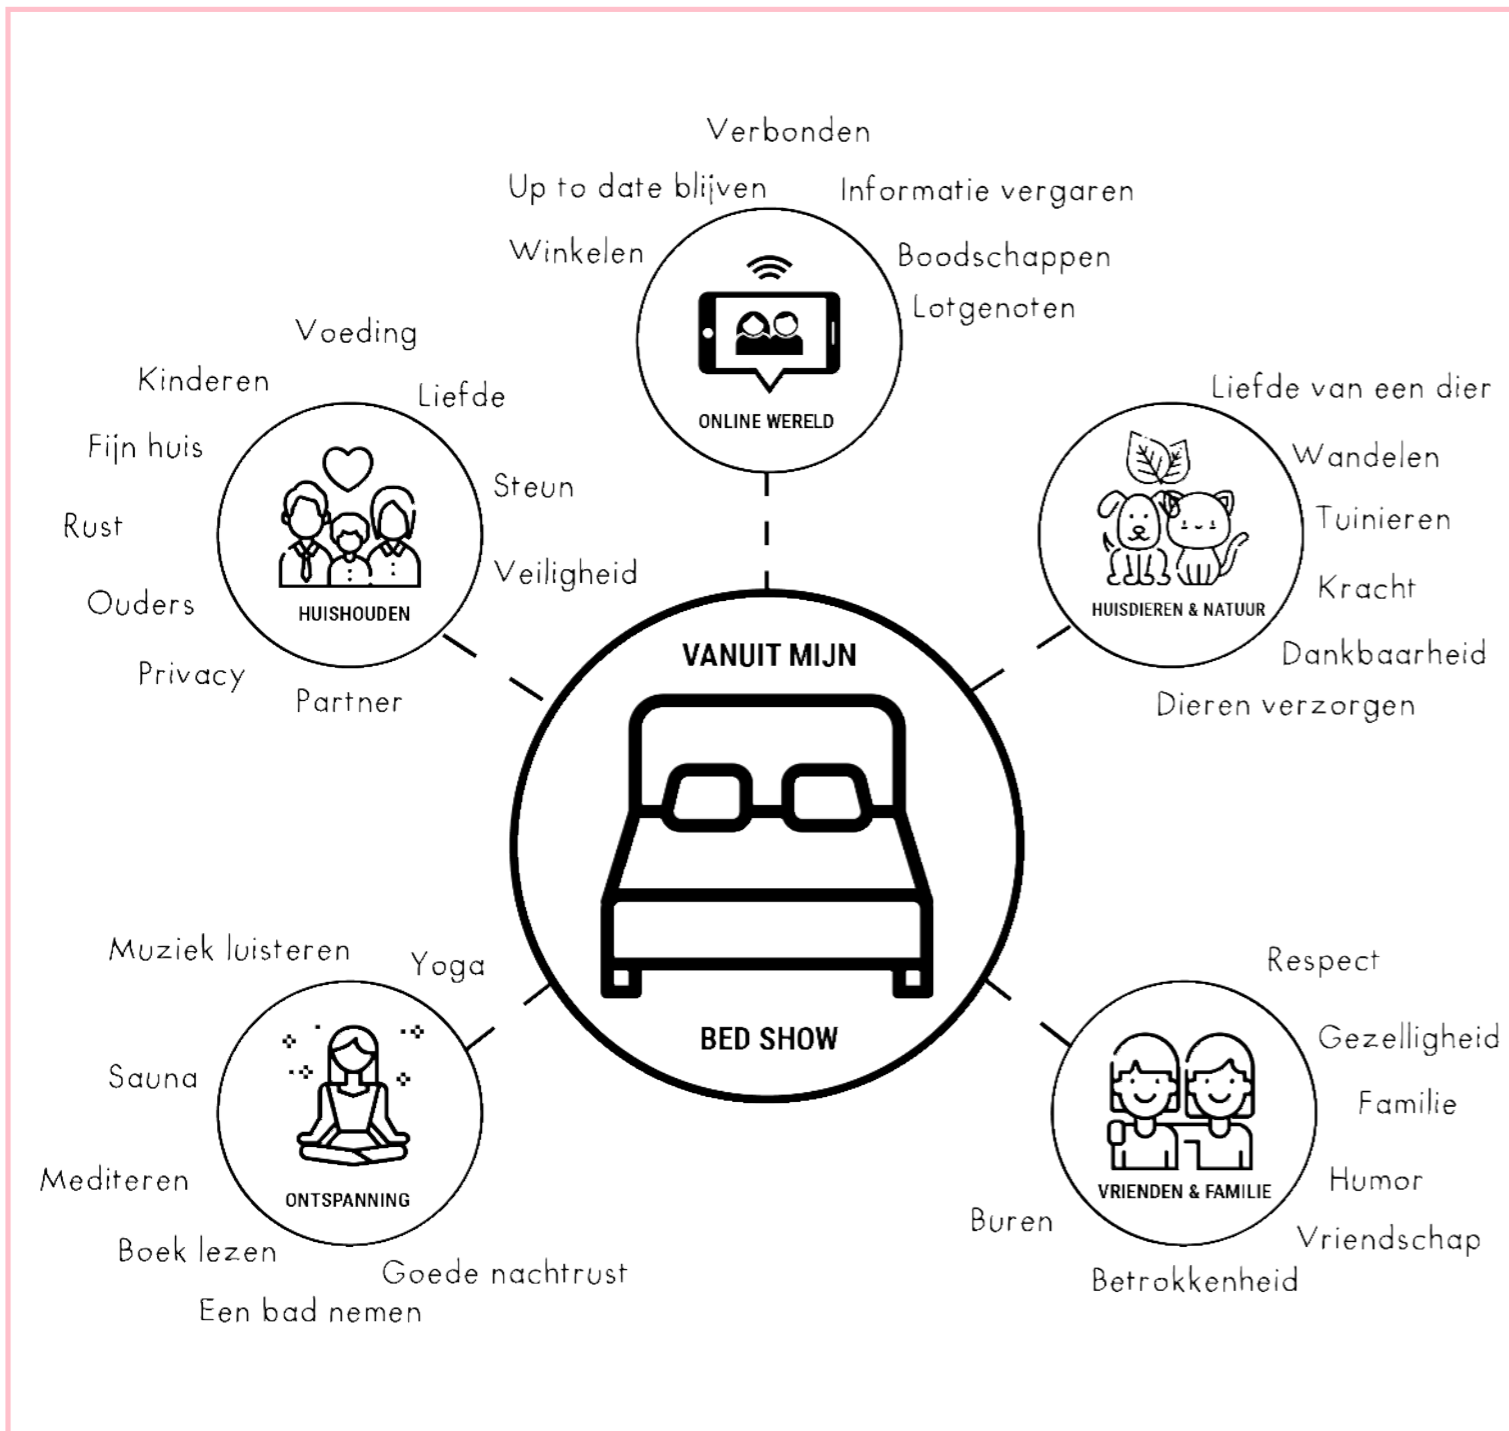 Verbonden
Up to date blijven
Informatie vergaren
Winkelen
Boodschappen
Lotgenoten
ONLINE WERELD
Voeding
Kinderen
Liefde
Fijn huis
Steun
Rust
Veiligheid
Ouders
HUISHOUDEN
Privacy
Partner
Liefde van een dier
Wandelen
Tuinieren
Kracht
HUISDIEREN & NATUUR
Dankbaarheid
Dieren verzorgen
VANUIT MIJN
BED SHOW
Muziek luisteren
Yoga
Sauna
Mediteren
ONTSPANNING
Boek lezen
Goede nachtrust
Een bad nemen
Respect
Gezelligheid
Familie
Humor
VRIENDEN & FAMILIE
Buren
Vriendschap
Betrokkenheid